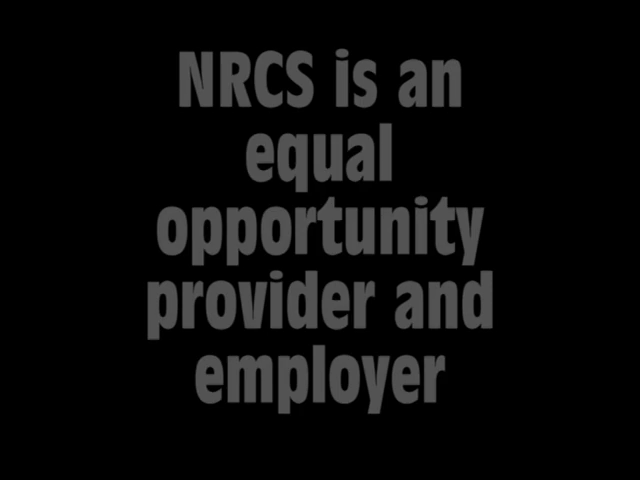 NRCS is an
equal
opportunity
provider and
employer